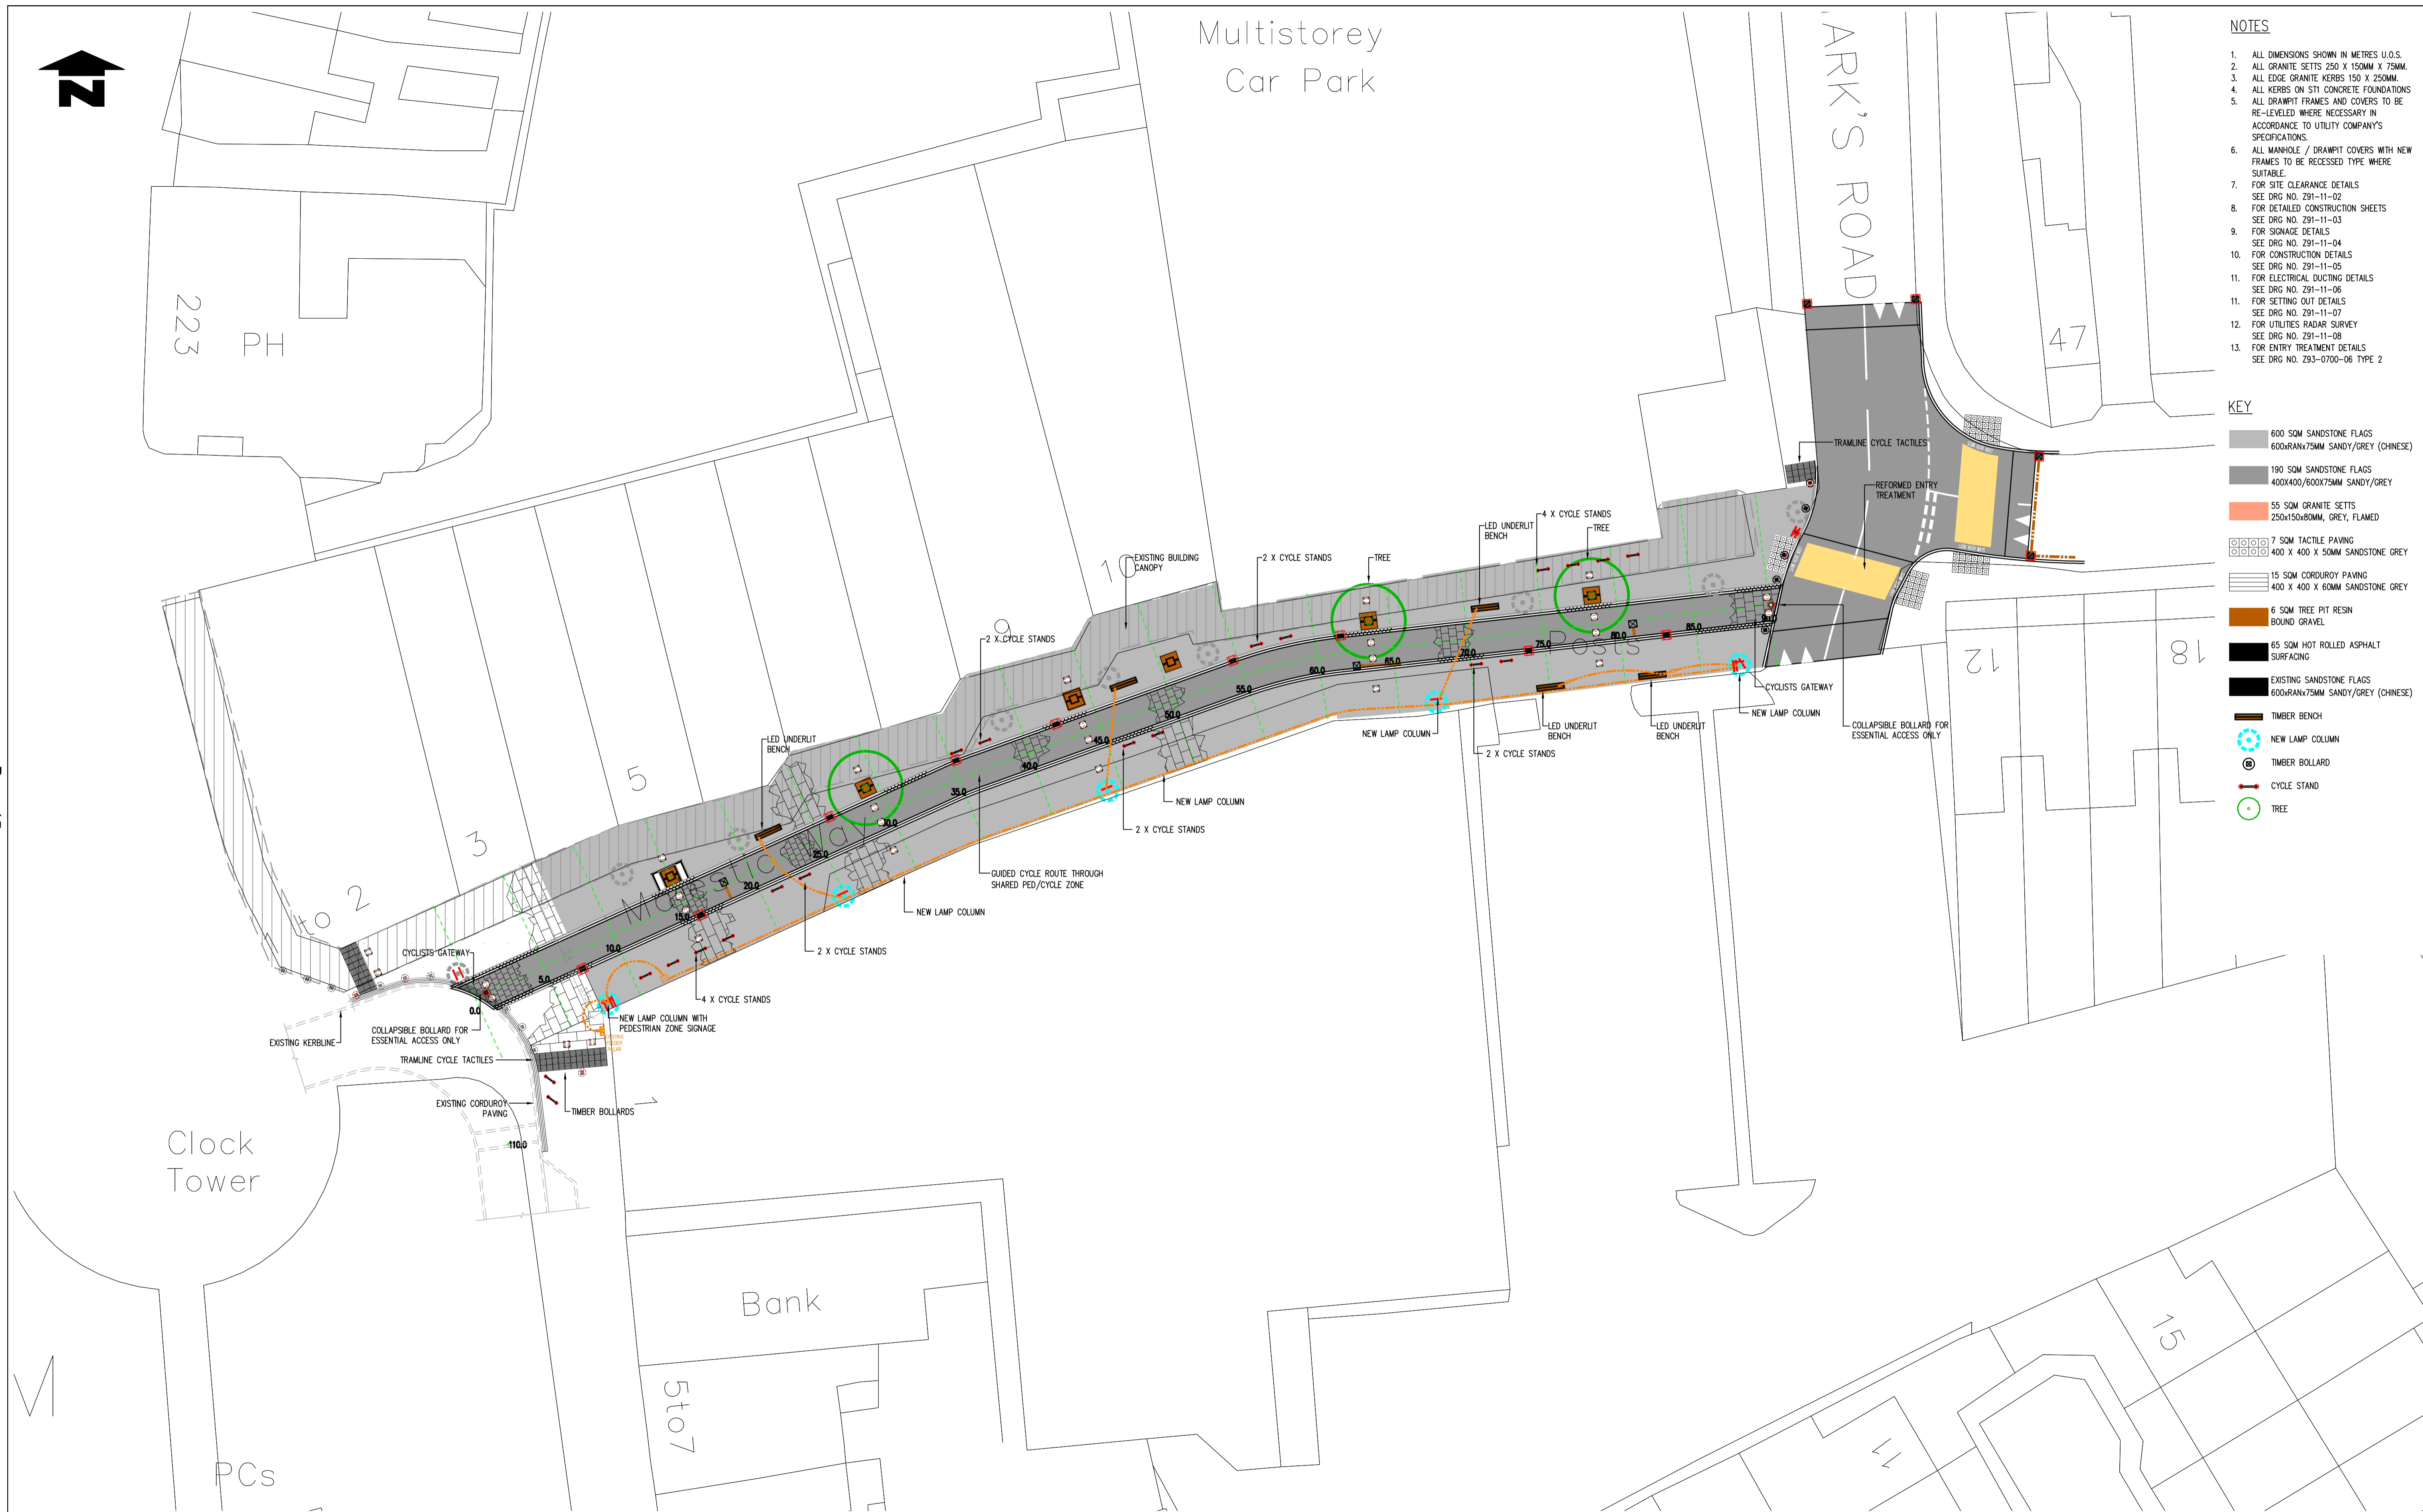 Multistorey
Car Park
N
ARK'S ROAD
223
PH
47
TRAMLINE CYCLE TACTILES
REFORMED ENTRY
TREATMENT
4 X CYCLE STANDS
LED UNDERLIT
BENCH
TREE
EXISTING BUILDING
CANOPY
2 X CYCLE STANDS
TREE
10
9
2 X CYCLE STANDS
5
LED UNDERLIT
BENCH
3
2
to
Posts
12
18
CYCLISTS GATEWAY
NEW LAMP COLUMN
COLLAPSIBLE BOLLARD FOR
ESSENTIAL ACCESS ONLY
LED UNDERLIT
BENCH
LED UNDERLIT
BENCH
NEW LAMP COLUMN
2 X CYCLE STANDS
NEW LAMP COLUMN
2 X CYCLE STANDS
GUIDED CYCLE ROUTE THROUGH
SHARED PED/CYCLE ZONE
NEW LAMP COLUMN
2 X CYCLE STANDS
4 X CYCLE STANDS
NEW LAMP COLUMN WITH
PEDESTRIAN ZONE SIGNAGE
CYCLISTS GATEWAY
COLLAPSIBLE BOLLARD FOR
ESSENTIAL ACCESS ONLY
EXISTING KERBLINE
TRAMLINE CYCLE TACTILES
EXISTING CORDUROY
PAVING
TIMBER BOLLARDS
0.0
5.0
10.0
15.0
20.0
25.0
30.0
35.0
40.0
45.0
50.0
55.0
60.0
65.0
70.0
75.0
80.0
85.0
110.0
1
Clock
Tower
Bank
5to7
PCs
M
11
15
NOTES
1. ALL DIMENSIONS SHOWN IN METRES U.O.S.
2. ALL GRANITE SETTS 250 X 150MM X 75MM.
3. ALL EDGE GRANITE KERBS 150 X 250MM.
4. ALL KERBS ON ST1 CONCRETE FOUNDATIONS
5. ALL DRAWPIT FRAMES AND COVERS TO BE
RE-LEVELED WHERE NECESSARY IN
ACCORDANCE TO UTILITY COMPANY'S
SPECIFICATIONS.
6. ALL MANHOLE / DRAWPIT COVERS WITH NEW
FRAMES TO BE RECESSED TYPE WHERE
SUITABLE.
7. FOR SITE CLEARANCE DETAILS
SEE DRG NO. Z91-11-02
8. FOR DETAILED CONSTRUCTION SHEETS
SEE DRG NO. Z91-11-03
9. FOR SIGNAGE DETAILS
SEE DRG NO. Z91-11-04
10. FOR CONSTRUCTION DETAILS
SEE DRG NO. Z91-11-05
11. FOR ELECTRICAL DUCTING DETAILS
SEE DRG NO. Z91-11-06
11. FOR SETTING OUT DETAILS
SEE DRG NO. Z91-11-07
12. FOR UTILITIES RADAR SURVEY
SEE DRG NO. Z91-11-08
13. FOR ENTRY TREATMENT DETAILS
SEE DRG NO. Z93-0700-06 TYPE 2
KEY
600 SQM SANDSTONE FLAGS
600xRANx75MM SANDY/GREY (CHINESE)
190 SQM SANDSTONE FLAGS
400X400/600X75MM SANDY/GREY
55 SQM GRANITE SETTS
250x150x80MM, GREY, FLAMED
7 SQM TACTILE PAVING
400 X 400 X 50MM SANDSTONE GREY
15 SQM CORDUROY PAVING
400 X 400 X 60MM SANDSTONE GREY
6 SQM TREE PIT RESIN
BOUND GRAVEL
65 SQM HOT ROLLED ASPHALT
SURFACING
EXISTING SANDSTONE FLAGS
600xRANx75MM SANDY/GREY (CHINESE)
TIMBER BENCH
NEW LAMP COLUMN
TIMBER BOLLARD
CYCLE STAND
TREE